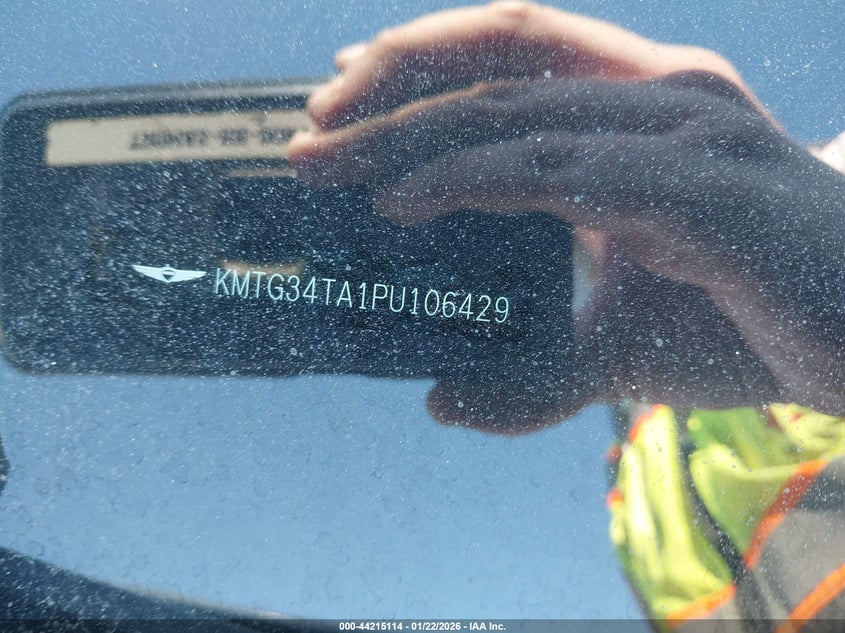 KMTG34TA1PU106429
000-44215114 - 01/22/2026 - IAA Inc.